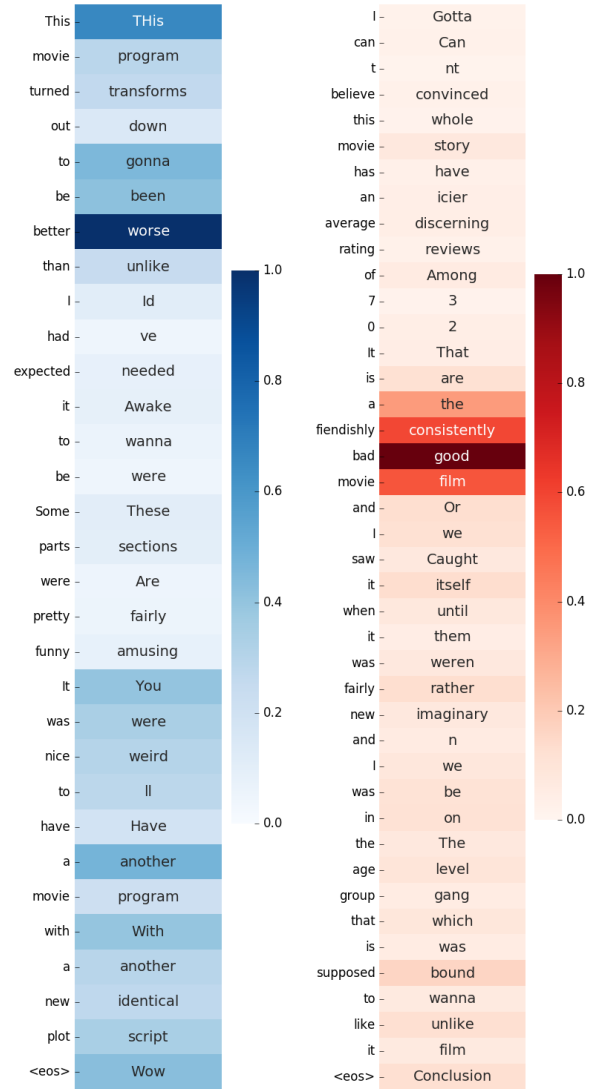 This THis
movie program
turned transforms
out down
to gonna
be been
better worse
than unlike
I Id
had ve
expected needed
it Awake
to wanna
be were
Some These
parts sections
were Are
pretty fairly
funny amusing
It You
was were
nice weird
to ll
have Have
a another
movie program
with With
a another
new identical
plot script
<eos> Wow
1.0
0.8
0.6
0.4
0.2
0.0
I Gotta
can Can
t nt
believe convinced
this whole
movie story
has have
an icier
average discerning
rating reviews
of Among
7 3
0 2
It That
is are
a the
fiendishly consistently
bad good
movie film
and Or
I we
saw Caught
it itself
when until
it them
was weren
fairly rather
new imaginary
and n
I we
was be
in on
the The
age level
group gang
that which
is was
supposed bound
to wanna
like unlike
it film
<eos> Conclusion
1.0
0.8
0.6
0.4
0.2
0.0